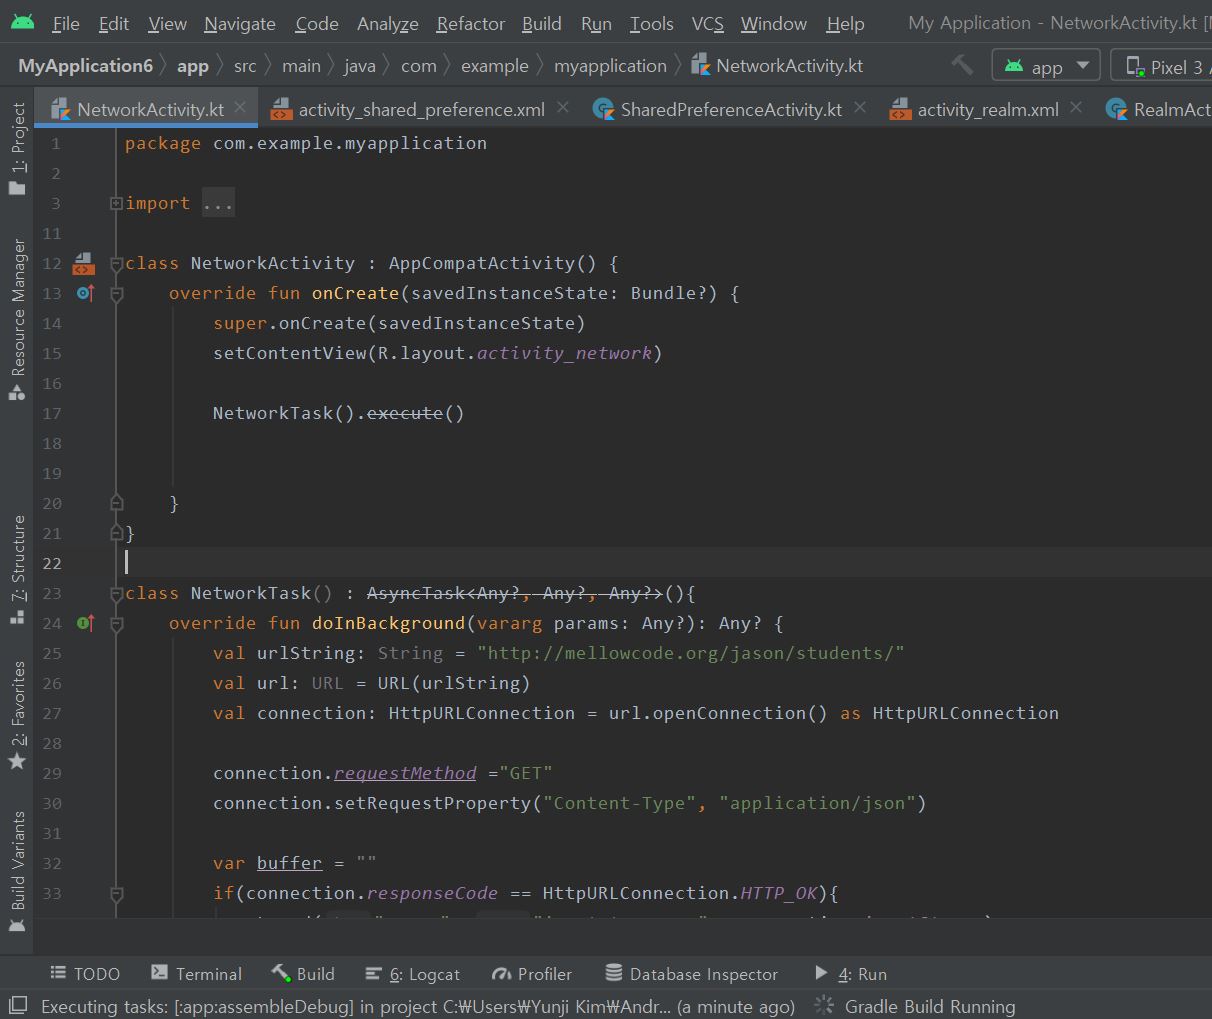 File Edit View Navigate Code Analyze Refactor Build Run Tools VCS Window Help My Application - NetworkActivity.kt
MyApplication6 app src main java com example myapplication NetworkActivity.kt app Pixel 3
NetworkActivity.kt activity_shared_preference.xml SharedPreferenceActivity.kt activity_realm.xml RealmAct
1: Project
Resource Manager
7: Structure
2: Favorites
Build Variants
1 package com.example.myapplication
2
3 import ...
11
12 class NetworkActivity : AppCompatActivity() {
13 override fun onCreate(savedInstanceState: Bundle?) {
14 super.onCreate(savedInstanceState)
15 setContentView(R.layout.activity_network)
16
17 NetworkTask().execute()
18
19
20 }
21 }
22
23 class NetworkTask() : AsyncTask<Any?, Any?, Any?>(){
24 override fun doInBackground(vararg params: Any?): Any? {
25 val urlString: String = "http://mellowcode.org/jason/students/"
26 val url: URL = URL(urlString)
27 val connection: HttpURLConnection = url.openConnection() as HttpURLConnection
28
29 connection.requestMethod ="GET"
30 connection.setRequestProperty("Content-Type", "application/json")
31
32 var buffer = ""
33 if(connection.responseCode == HttpURLConnection.HTTP_OK){
TODO Terminal Build 6: Logcat Profiler Database Inspector 4: Run
Executing tasks: [:app:assembleDebug] in project C:₩Users₩Yunji Kim₩Andr... (a minute ago) Gradle Build Running